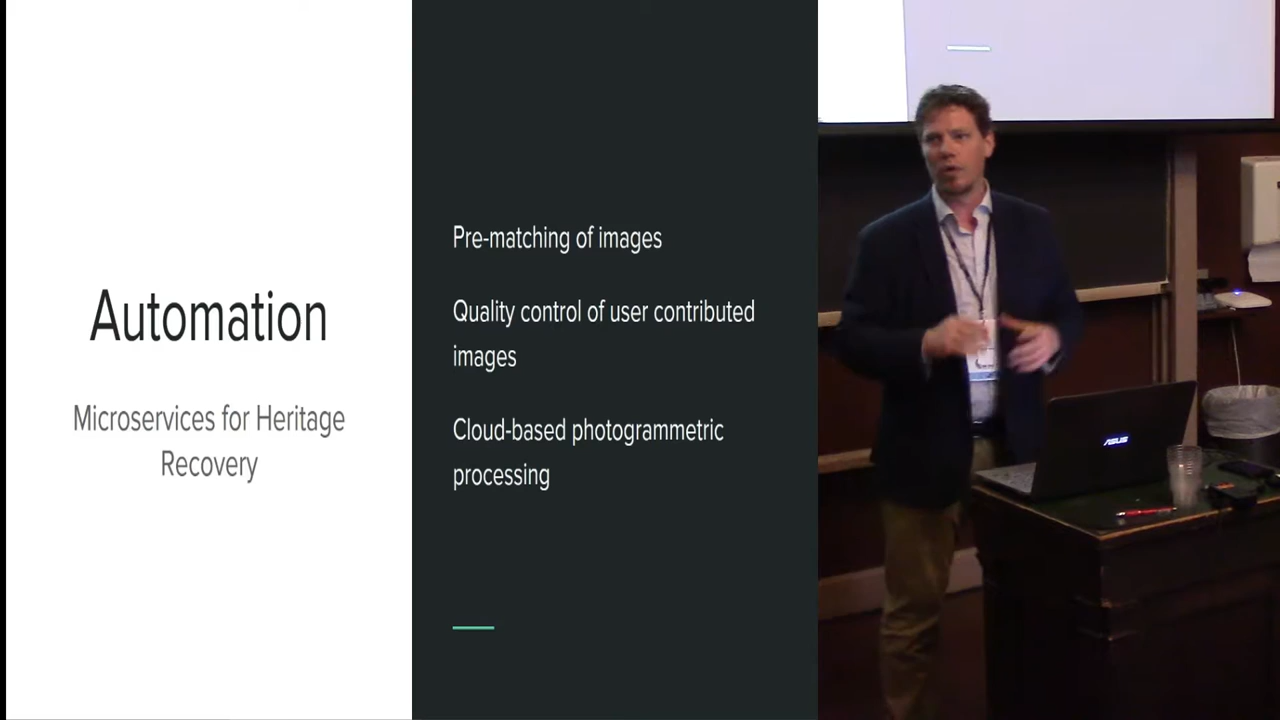 Automation
Microservices for Heritage
Recovery
Pre-matching of images
Quality control of user contributed
images
Cloud-based photogrammetric
processing
ASUS